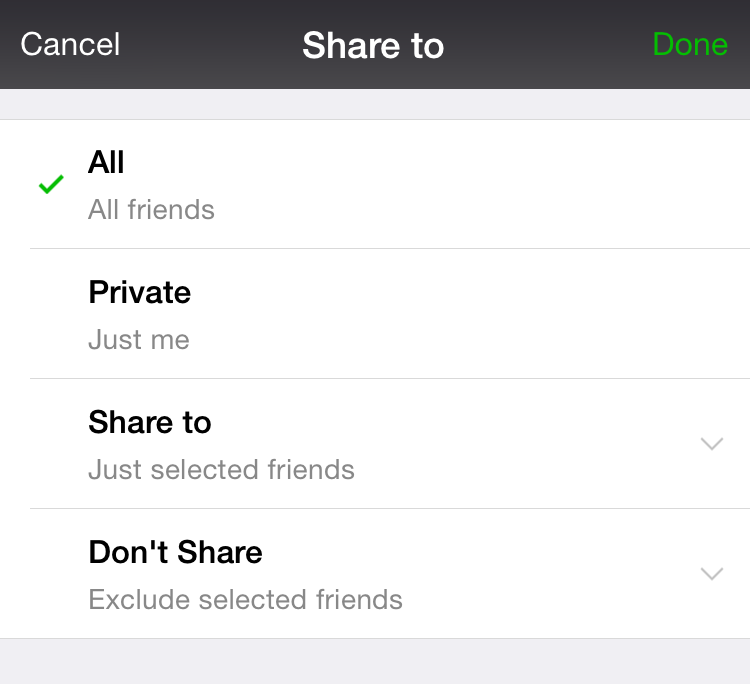 Cancel Share to Done
All
All friends
Private
Just me
Share to
Just selected friends
Don't Share
Exclude selected friends